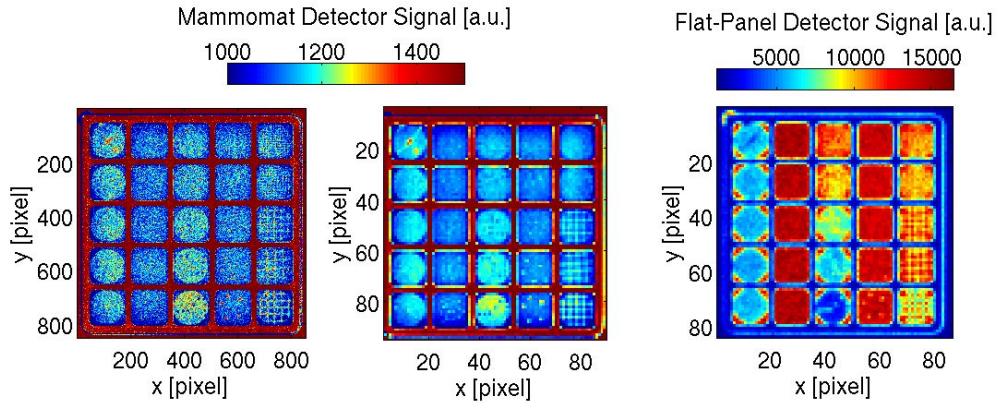 Mammomat Detector Signal [a.u.]
1000 1200 1400
Flat-Panel Detector Signal [a.u.]
5000 10000 15000
y [pixel]
200
400
600
800
200 400 600 800
x [pixel]
y [pixel]
20
40
60
80
20 40 60 80
x [pixel]
y [pixel]
20
40
60
80
20 40 60 80
x [pixel]